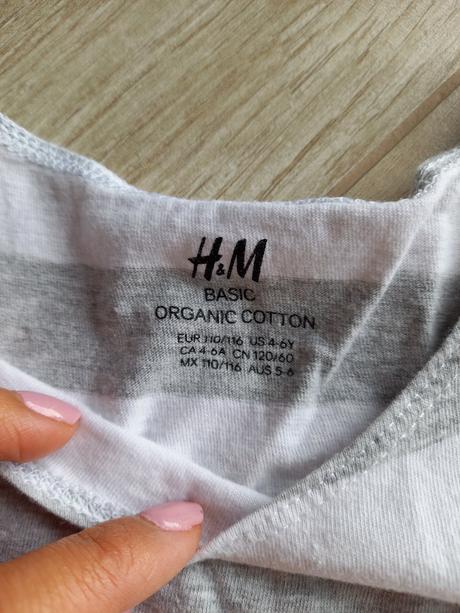 H&M
BASIC
ORGANIC COTTON
EUR 110/116 US 4-6Y
CA 4-6A CN 120/60
MX 110/116 AUS 5-6